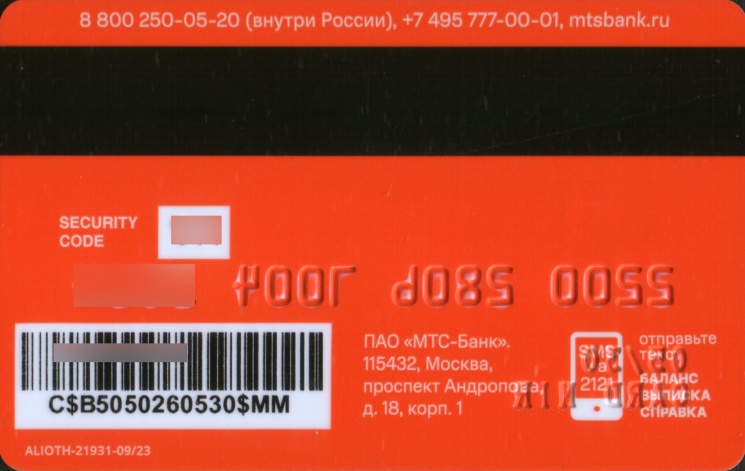 8 800 250-05-20 (внутри России), +7 495 777-00-01, mtsbank.ru
SECURITY
CODE
C$B5050260530$MM
ПАО «МТС-Банк».
115432, Москва,
проспект Андропова,
д. 18, корп. 1
SMS
на
2121
отправьте
текст
БАЛАНС
ВЫПИСКА
СПРАВКА
ALIOTH-21931-09/23